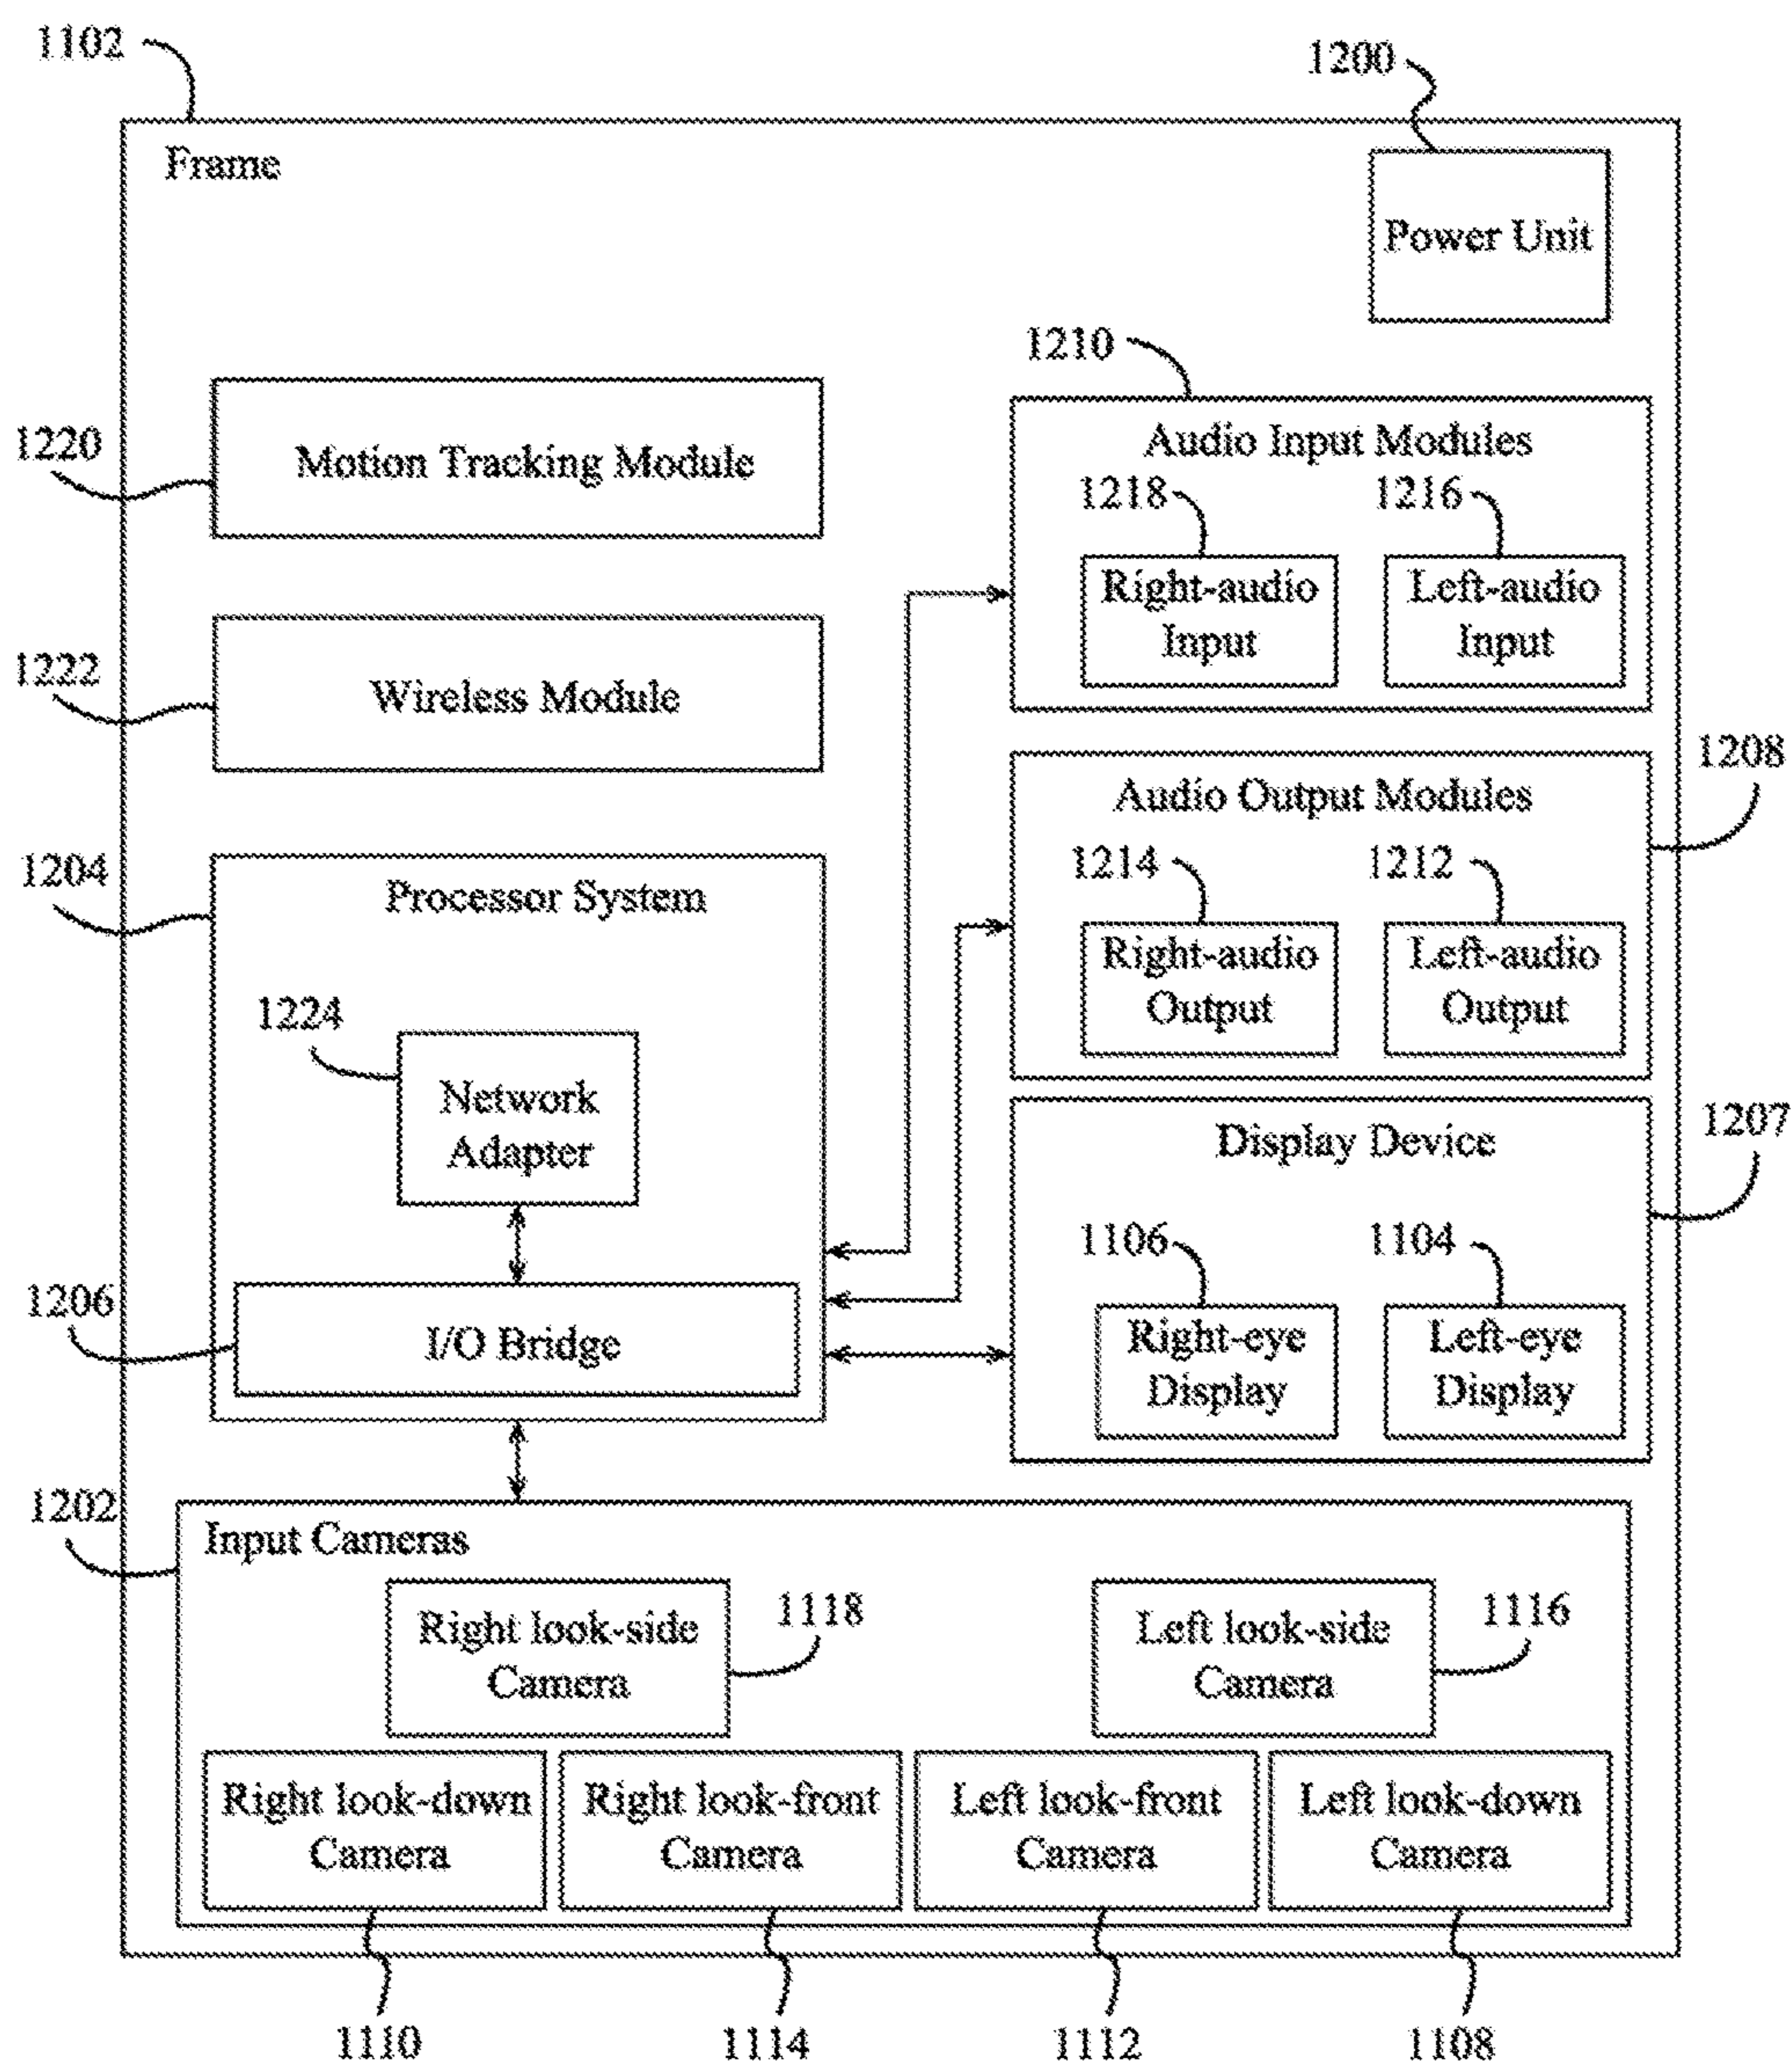 1102
1200
Frame
Power Unit
1210
1220
Motion Tracking Module
Audio Input Modules
1218
1216
Right-audio
Input
Left-audio
Input
1222
Wireless Module
1208
Audio Output Modules
1214
1212
Right-audio
Output
Left-audio
Output
1204
Processor System
1224
Network
Adapter
1206
I/O Bridge
1207
Display Device
1106
1104
Right-eye
Display
Left-eye
Display
1202
Input Cameras
Right look-side
Camera
1118
Left look-side
Camera
1116
Right look-down
Camera
Right look-front
Camera
Left look-front
Camera
Left look-down
Camera
1110
1114
1112
1108